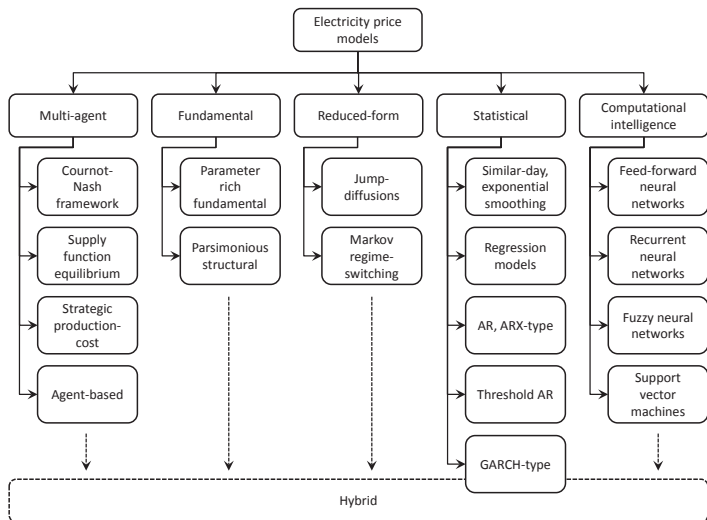 Electricity price
models
Multi-agent
Fundamental
Reduced-form
Statistical
Computational
intelligence
Cournot-
Nash
framework
Supply
function
equilibrium
Strategic
production-
cost
Agent-based
Parameter
rich
fundamental
Parsimonious
structural
Jump-
diffusions
Markov
regime-
switching
Similar-day,
exponential
smoothing
Regression
models
AR, ARX-type
Threshold AR
GARCH-type
Feed-forward
neural
networks
Recurrent
neural
networks
Fuzzy neural
networks
Support
vector
machines
Hybrid